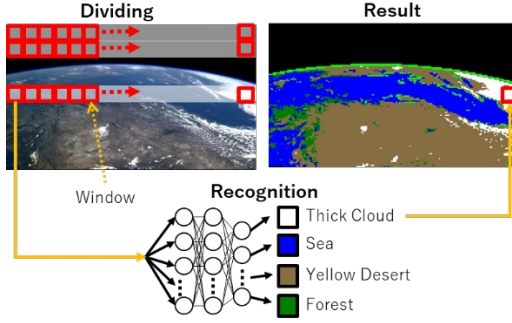 Dividing
Result
Window
Recognition
Thick Cloud
Sea
Yellow Desert
Forest